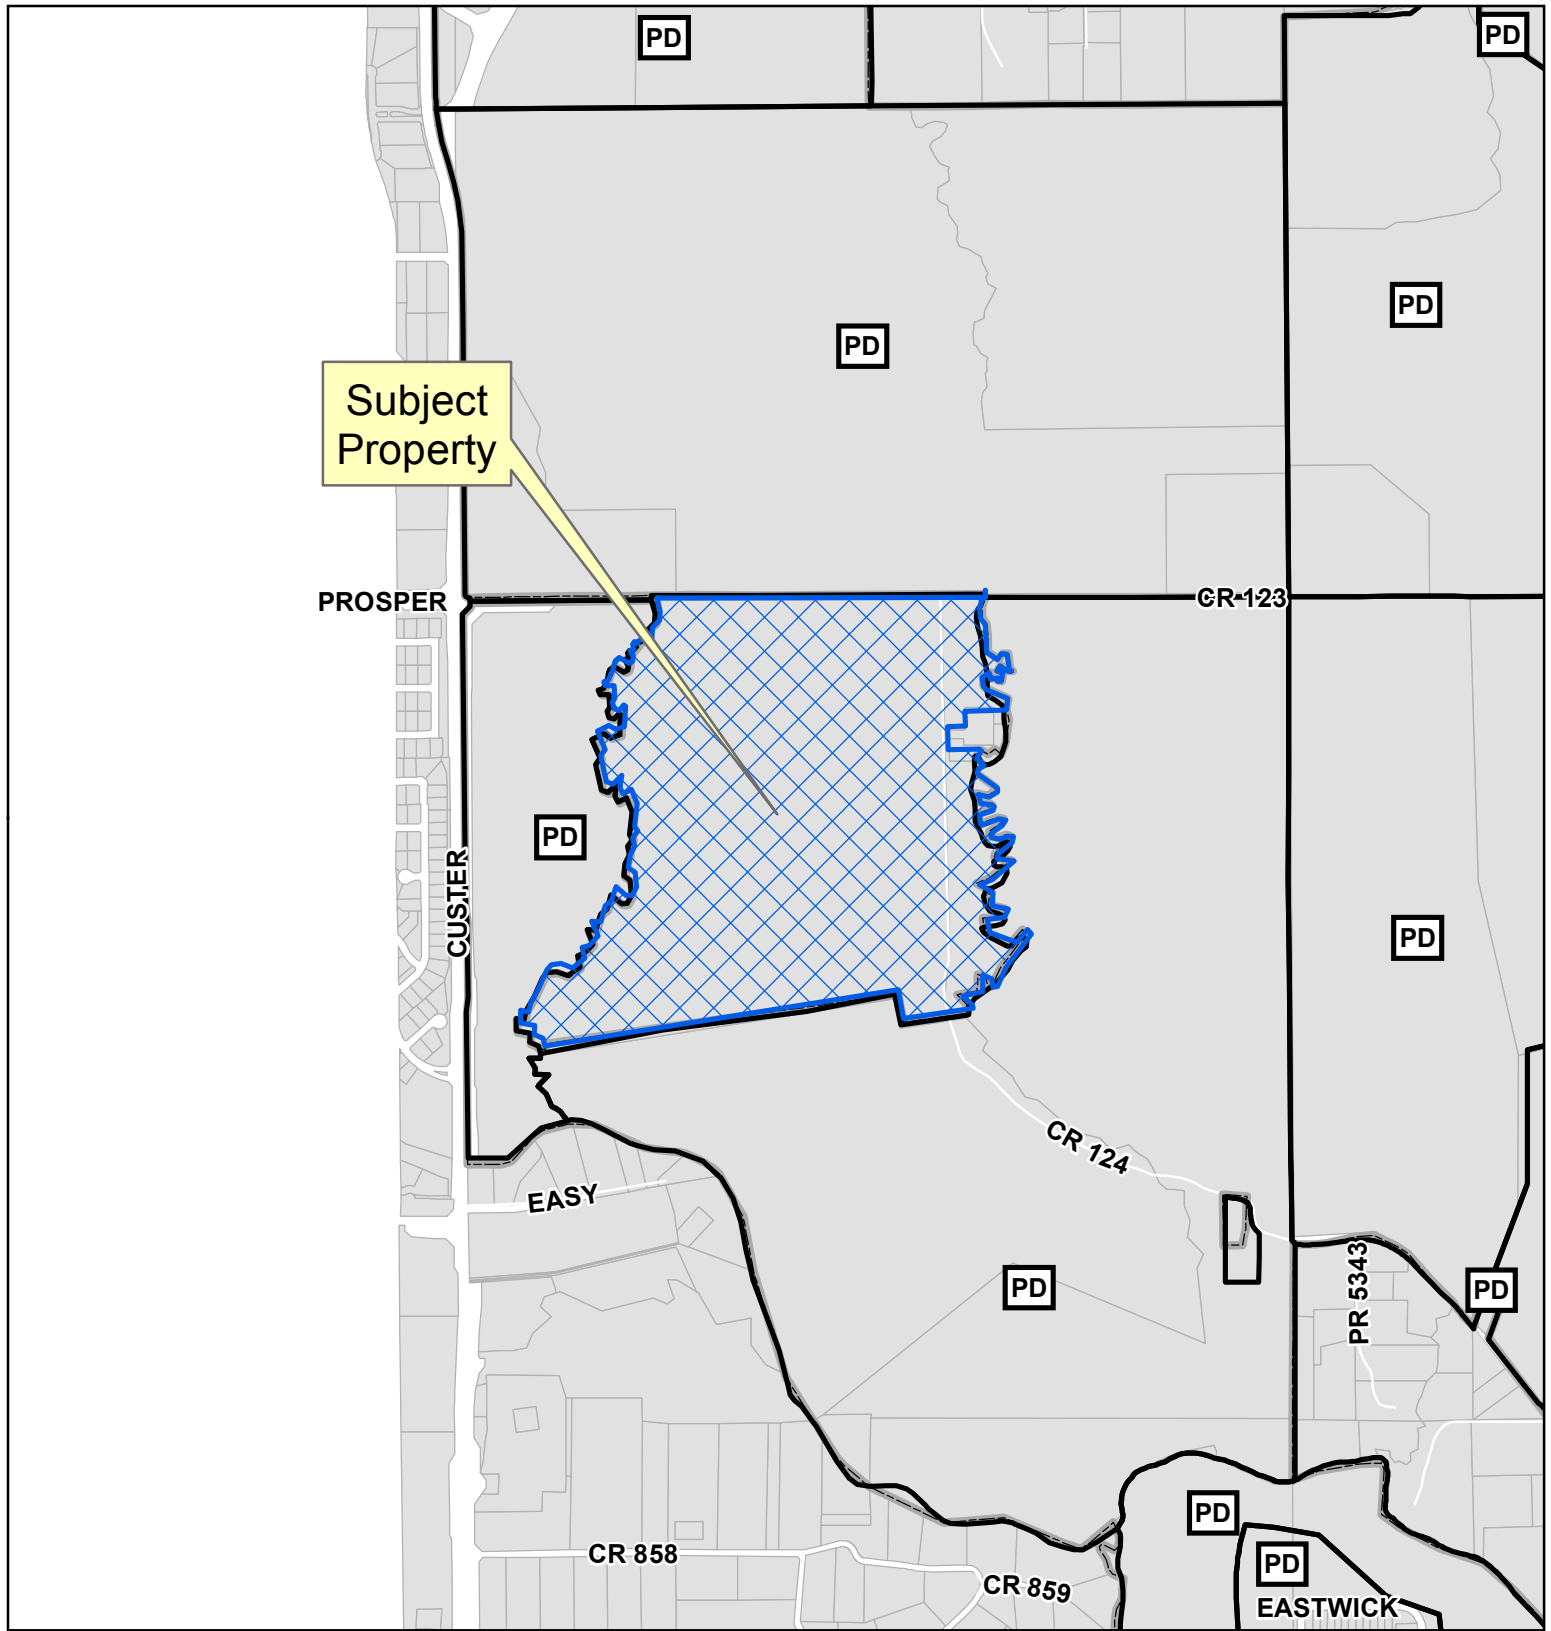 PD
PD
PD
PD
Subject
Property
PROSPER
CR 123
PD
CUSTER
PD
CR 124
EASY
PD
PR 5343
PD
PD
CR 858
PD
CR 859
EASTWICK